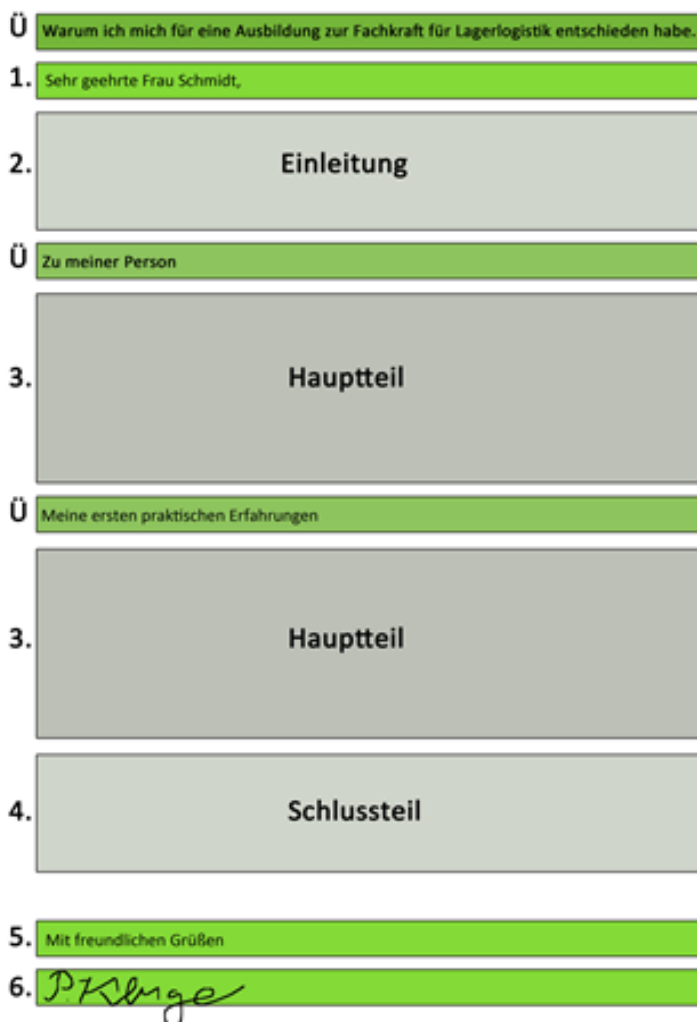 Ü Warum ich mich für eine Ausbildung zur Fachkraft für Lagerlogistik entschieden habe.
1. Sehr geehrte Frau Schmidt,
2. Einleitung
Ü Zu meiner Person
3. Hauptteil
Ü Meine ersten praktischen Erfahrungen
3. Hauptteil
4. Schlussteil
5. Mit freundlichen Grüßen
6. P. Kluge